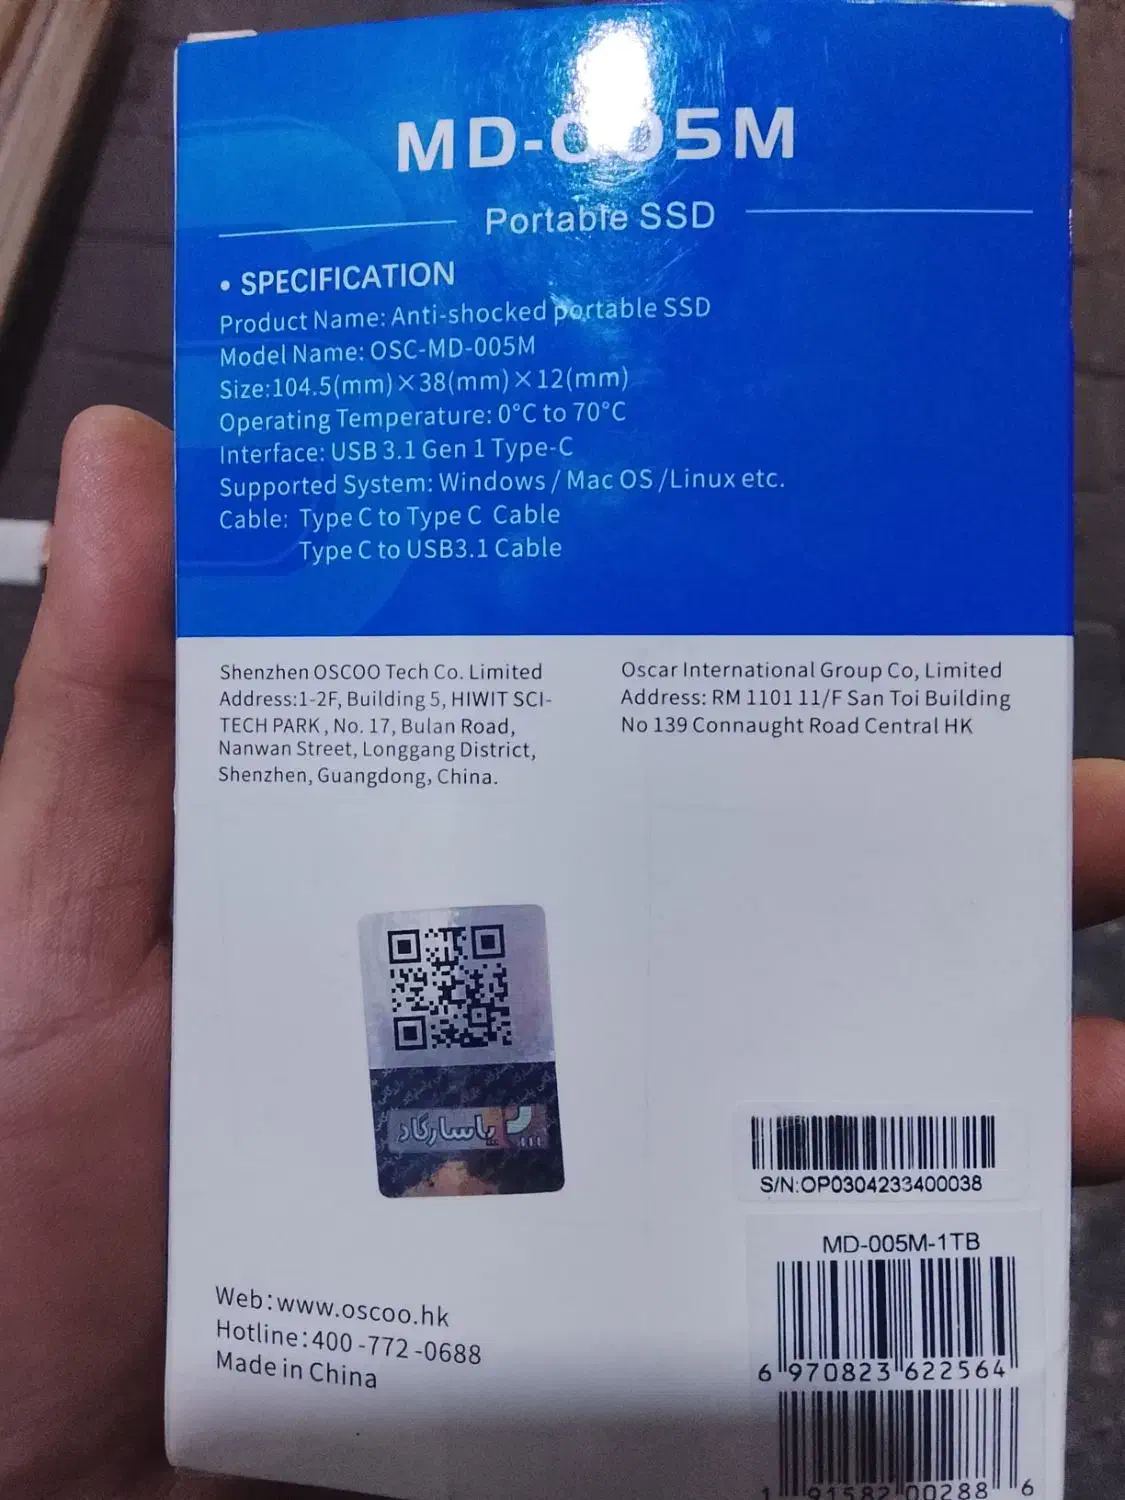 MD-005M
Portable SSD
• SPECIFICATION
Product Name: Anti-shocked portable SSD
Model Name: OSC-MD-005M
Size:104.5(mm)×38(mm)×12(mm)
Operating Temperature: 0°C to 70°C
Interface: USB 3.1 Gen 1 Type-C
Supported System: Windows / Mac OS /Linux etc.
Cable: Type C to Type C Cable
Type C to USB3.1 Cable
Shenzhen OSCOO Tech Co. Limited
Address:1-2F, Building 5, HIWIT SCI-
TECH PARK , No. 17, Bulan Road,
Nanwan Street, Longgang District,
Shenzhen, Guangdong, China.
Oscar International Group Co, Limited
Address: RM 1101 11/F San Toi Building
No 139 Connaught Road Central HK
پاسارگاد
S/N:OP0304233400038
MD-005M-1TB
6 970823 622564
1 91582 00288 6
Web:www.oscoo.hk
Hotline:400-772-0688
Made in China